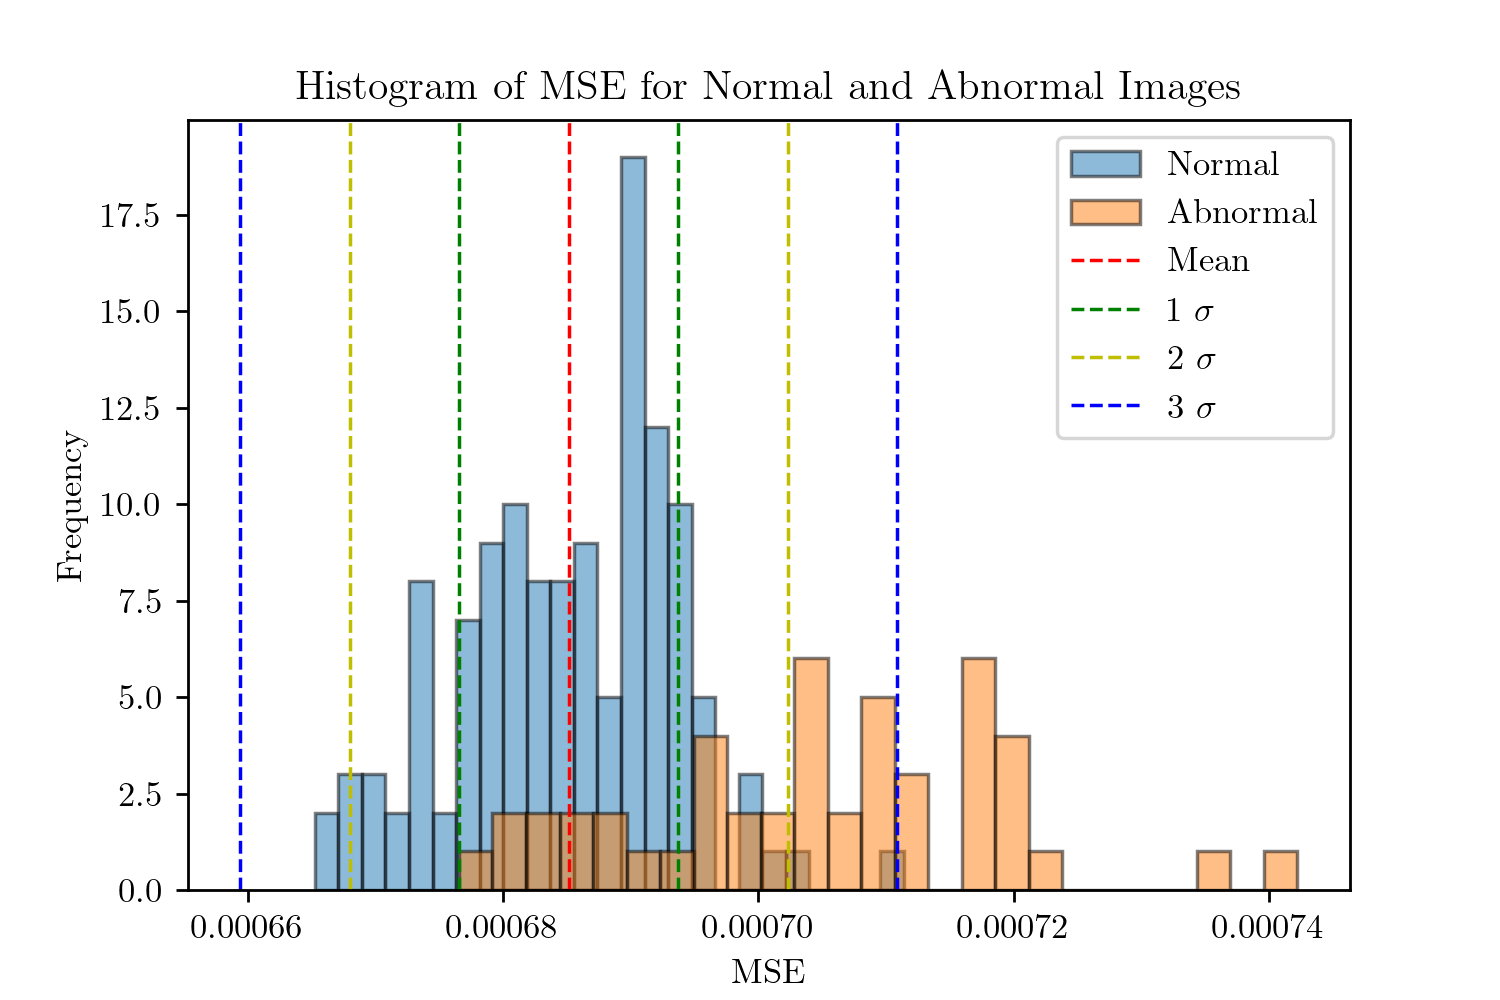 Histogram of MSE for Normal and Abnormal Images
Normal
Abnormal
Mean
1 σ
2 σ
3 σ
17.5
15.0
12.5
10.0
7.5
5.0
2.5
0.0
Frequency
0.00066 0.00068 0.00070 0.00072 0.00074
MSE